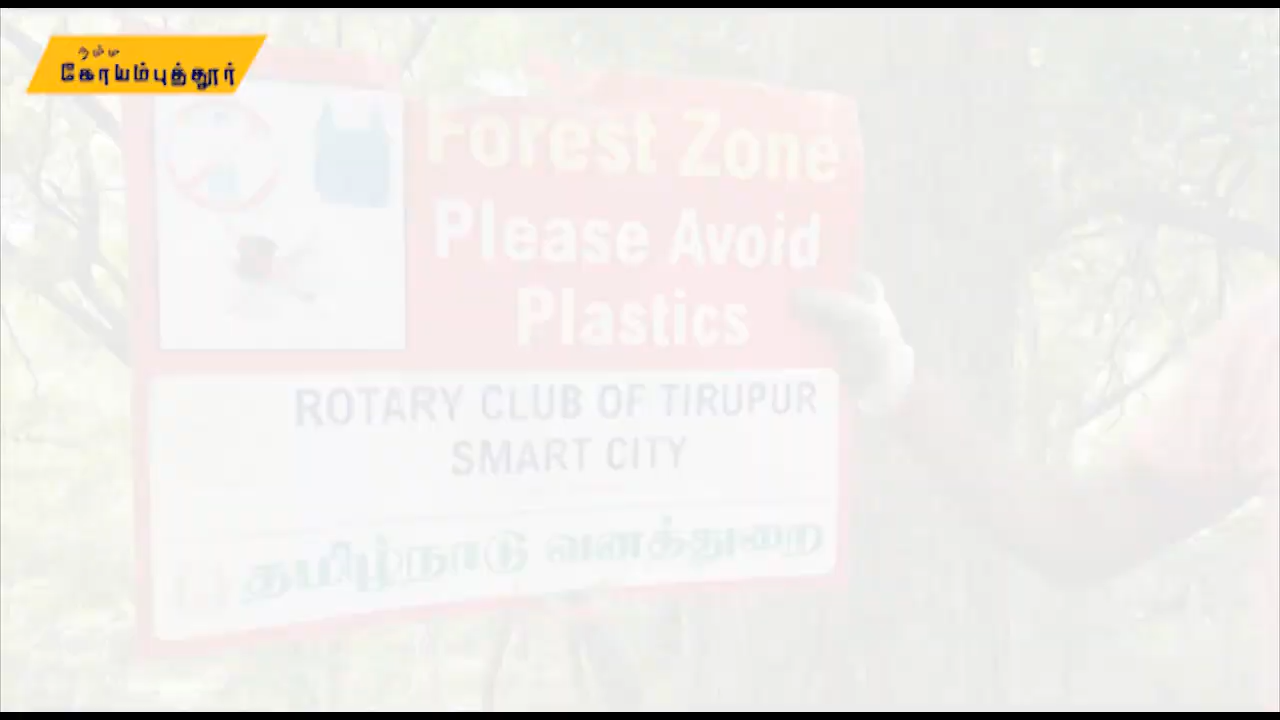 நம்ம
கோயம்புத்தூர்
Forest Zone
Please Avoid
Plastics
ROTARY CLUB OF TIRUPUR
SMART CITY
தமிழ்நாடு வனத்துறை